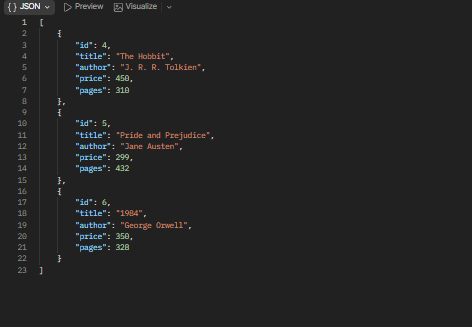 {} JSON Preview Visualize
1 [
2 {
3 "id": 4,
4 "title": "The Hobbit",
5 "author": "J. R. R. Tolkien",
6 "price": 450,
7 "pages": 310
8 },
9 {
10 "id": 5,
11 "title": "Pride and Prejudice",
12 "author": "Jane Austen",
13 "price": 299,
14 "pages": 432
15 },
16 {
17 "id": 6,
18 "title": "1984",
19 "author": "George Orwell",
20 "price": 350,
21 "pages": 328
22 }
23 ]